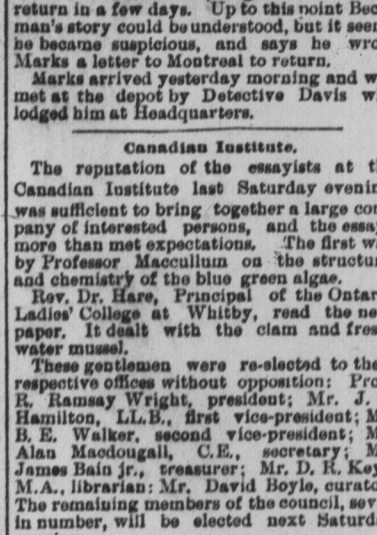 return in a few days. Up to this point Bec
man's story could be understood, but it seem
he became suspicious, and says he wro
Marks a letter to Montreal to return.
Marks arrived yesterday morning and w
met at the depot by Detective Davis w
lodged him at Headquarters.
Canadian Institute.
The reputation of the essayists at t
Canadian Institute last Saturday evenin
was sufficient to bring together a large com
pany of interested persons, and the essay
more than met expectations. The first w
by Professor Maccullum on the structu
and chemistry of the blue green algae.
Rev. Dr. Hare, Principal of the Ontar
Ladies' College at Whitby, read the ne
paper. It dealt with the clam and fres
water mussel.
These gentlemen were re-elected to the
respective offices without opposition: Pro
R. Ramsay Wright, president; Mr. J.
Hamilton, LL.B., first vice-president; M
B. E. Walker, second vice-president; M
Alan Macdougall, C.E., secretary; M
James Bain jr., treasurer; Mr. D. R. Key
M.A., librarian: Mr. David Boyle, curato
The remaining members of the council, sev
in number, will be elected next Saturd